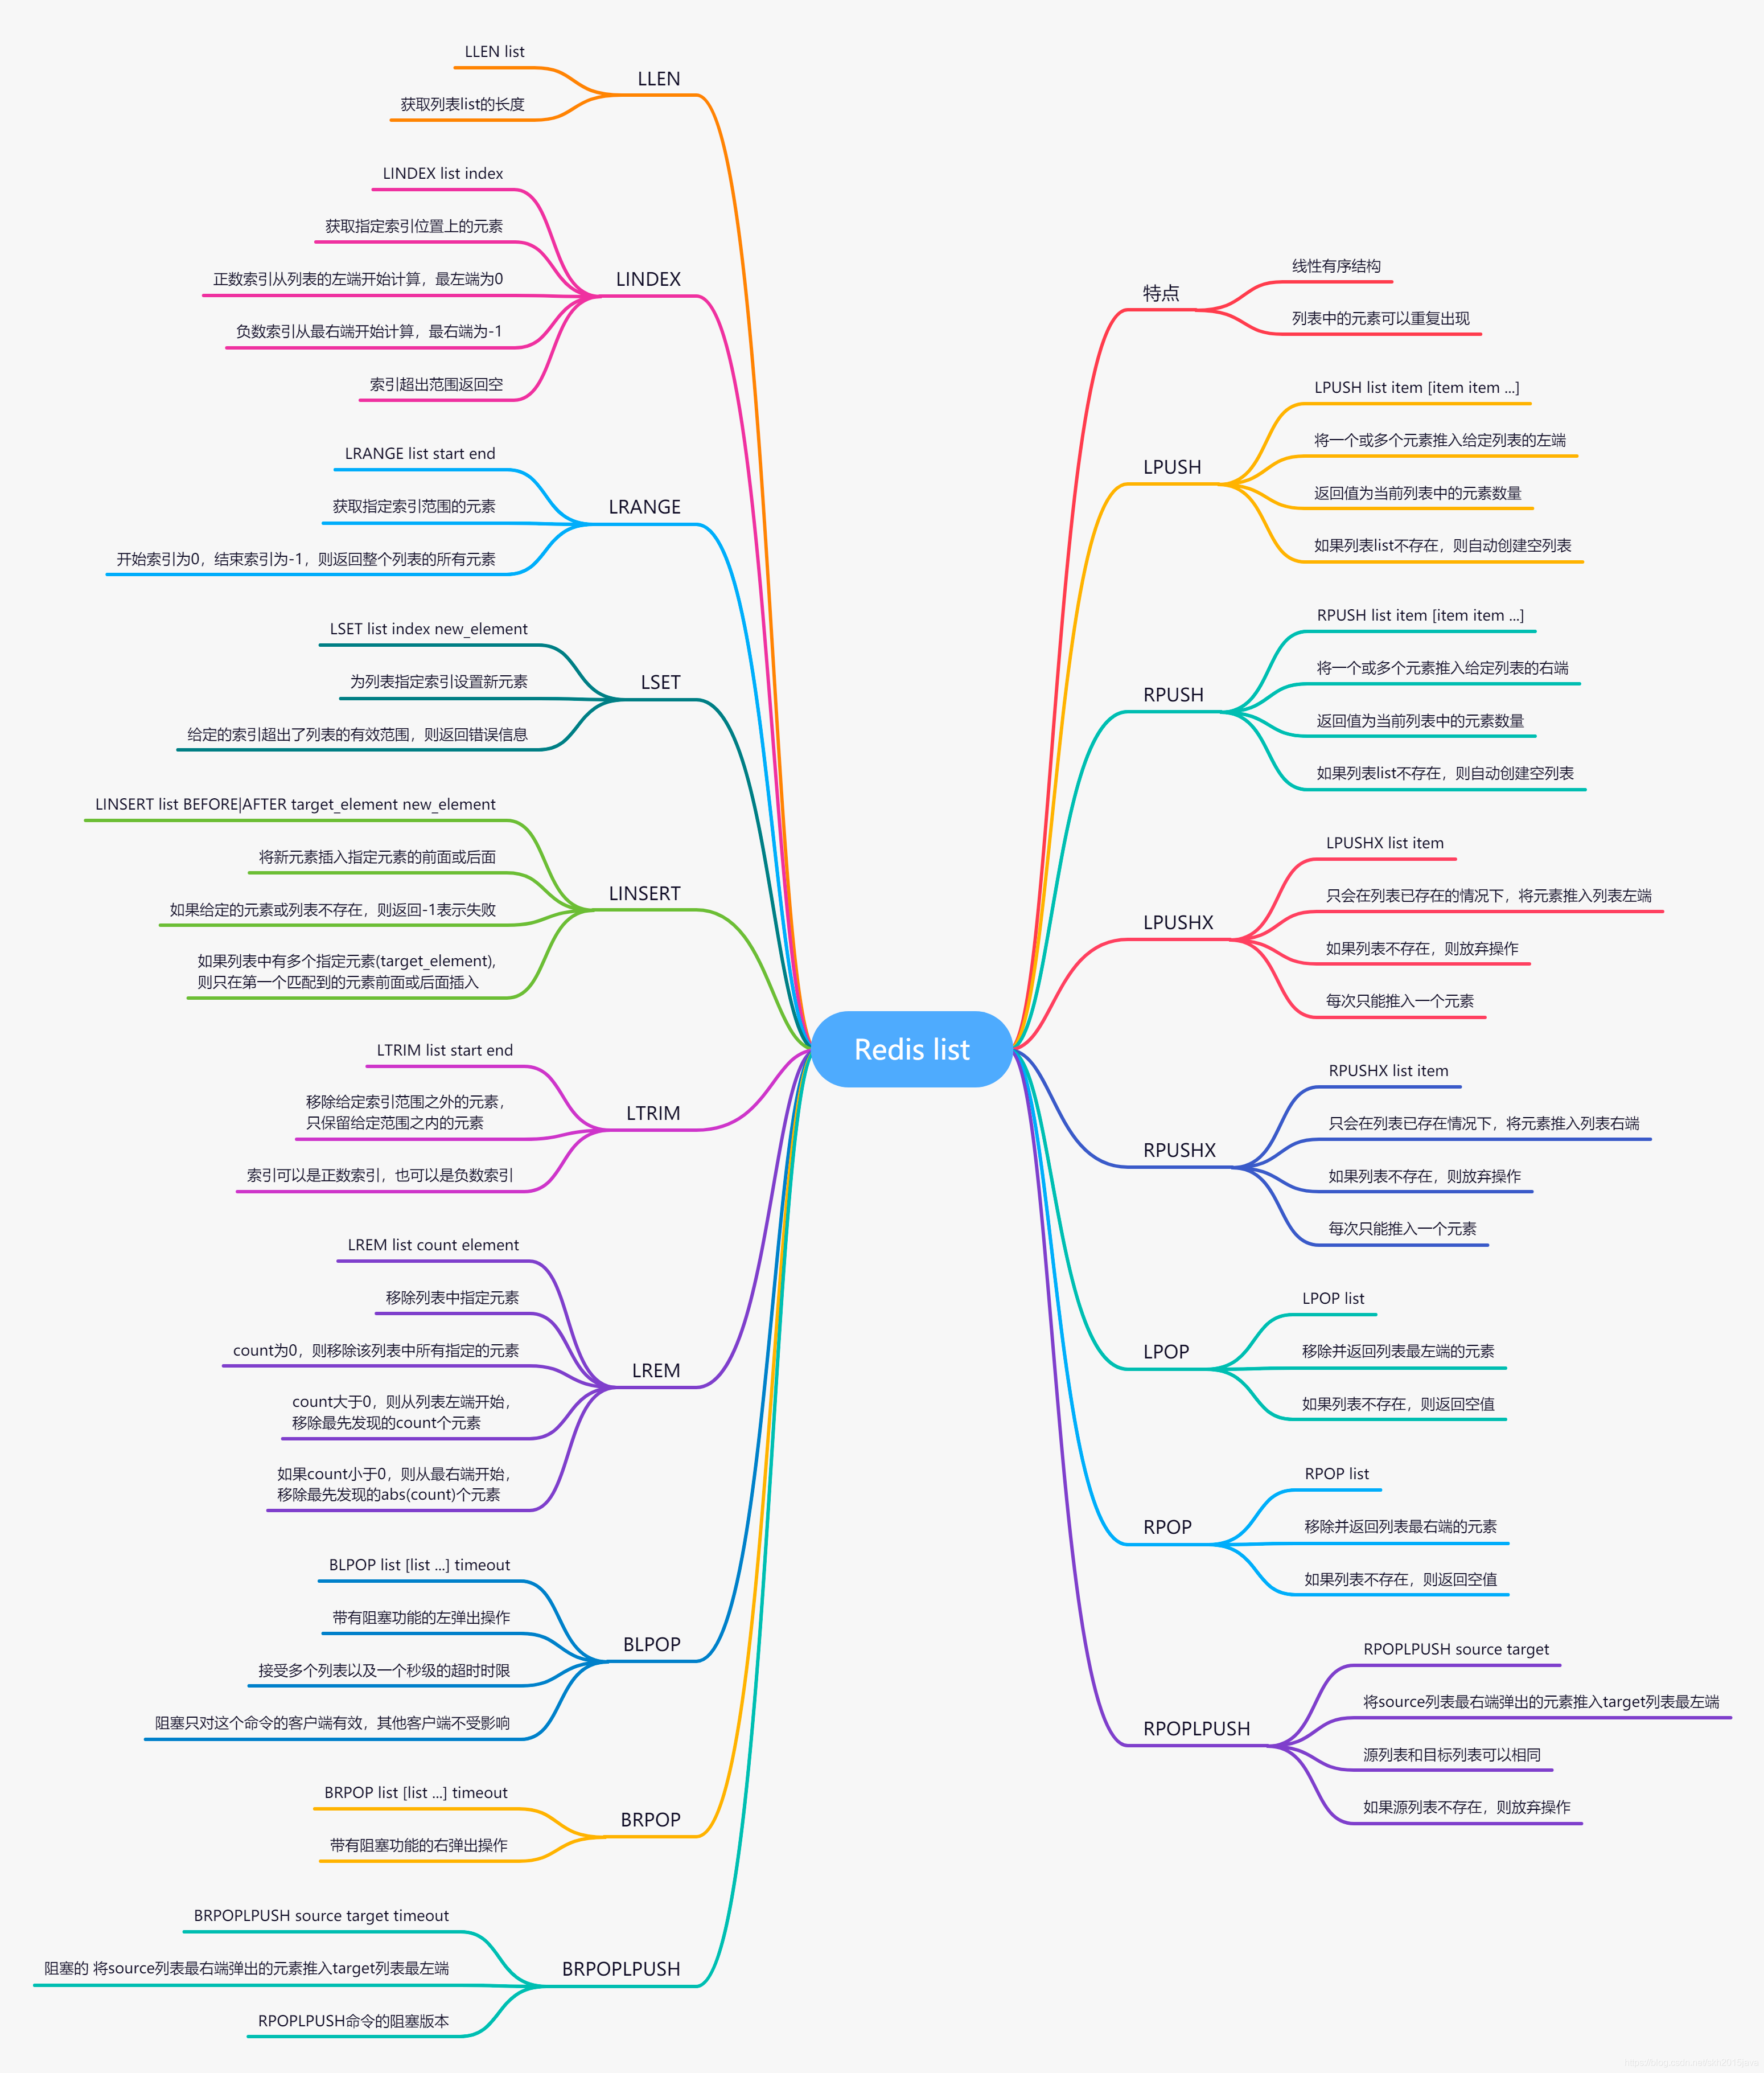 Redis list
特点
线性有序结构
列表中的元素可以重复出现
LPUSH
LPUSH list item [item item ...]
将一个或多个元素推入给定列表的左端
返回值为当前列表中的元素数量
如果列表list不存在，则自动创建空列表
RPUSH
RPUSH list item [item item ...]
将一个或多个元素推入给定列表的右端
返回值为当前列表中的元素数量
如果列表list不存在，则自动创建空列表
LPUSHX
LPUSHX list item
只会在列表已存在的情况下，将元素推入列表左端
如果列表不存在，则放弃操作
每次只能推入一个元素
RPUSHX
RPUSHX list item
只会在列表已存在情况下，将元素推入列表右端
如果列表不存在，则放弃操作
每次只能推入一个元素
LPOP
LPOP list
移除并返回列表最左端的元素
如果列表不存在，则返回空值
RPOP
RPOP list
移除并返回列表最右端的元素
如果列表不存在，则返回空值
RPOPLPUSH
RPOPLPUSH source target
将source列表最右端弹出的元素推入target列表最左端
源列表和目标列表可以相同
如果源列表不存在，则放弃操作
LLEN
LLEN list
获取列表list的长度
LINDEX
LINDEX list index
获取指定索引位置上的元素
正数索引从列表的左端开始计算，最左端为0
负数索引从最右端开始计算，最右端为-1
索引超出范围返回空
LRANGE
LRANGE list start end
获取指定索引范围的元素
开始索引为0，结束索引为-1，则返回整个列表的所有元素
LSET
LSET list index new_element
为列表指定索引设置新元素
给定的索引超出了列表的有效范围，则返回错误信息
LINSERT
LINSERT list BEFORE|AFTER target_element new_element
将新元素插入指定元素的前面或后面
如果给定的元素或列表不存在，则返回-1表示失败
如果列表中有多个指定元素(target_element),
则只在第一个匹配到的元素前面或后面插入
LTRIM
LTRIM list start end
移除给定索引范围之外的元素，
只保留给定范围之内的元素
索引可以是正数索引，也可以是负数索引
LREM
LREM list count element
移除列表中指定元素
count为0，则移除该列表中所有指定的元素
count大于0，则从列表左端开始，
移除最先发现的count个元素
如果count小于0，则从最右端开始，
移除最先发现的abs(count)个元素
BLPOP
BLPOP list [list ...] timeout
带有阻塞功能的左弹出操作
接受多个列表以及一个秒级的超时时限
阻塞只对这个命令的客户端有效，其他客户端不受影响
BRPOP
BRPOP list [list ...] timeout
带有阻塞功能的右弹出操作
BRPOPLPUSH
BRPOPLPUSH source target timeout
阻塞的 将source列表最右端弹出的元素推入target列表最左端
RPOPLPUSH命令的阻塞版本